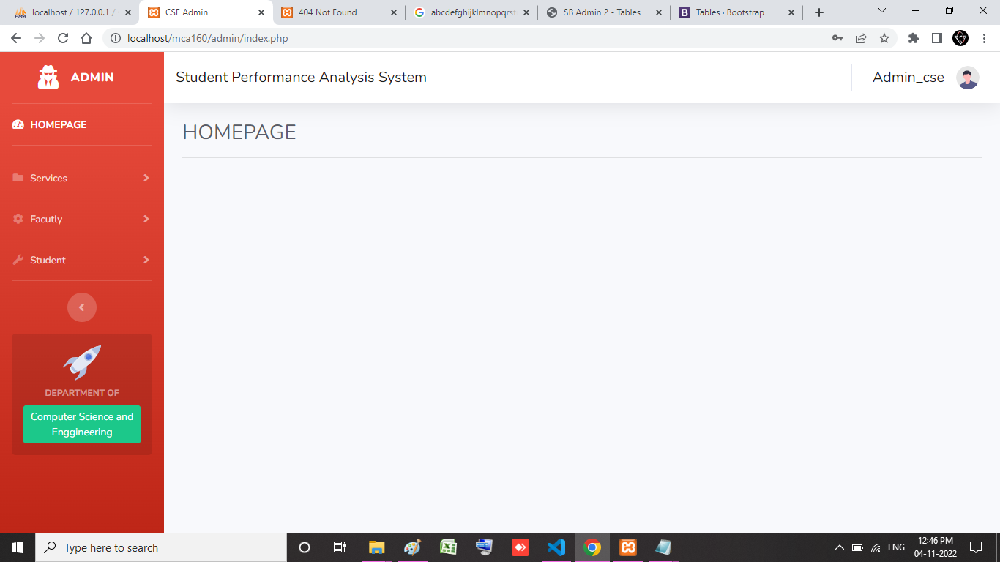 localhost / 127.0.0.1 /
CSE Admin
404 Not Found
abcdefghijklmnopqrst
SB Admin 2 - Tables
Tables · Bootstrap
localhost/mca160/admin/index.php
ADMIN
Student Performance Analysis System
Admin_cse
HOMEPAGE
HOMEPAGE
Services
Facutly
Student
DEPARTMENT OF
Computer Science and
Enggineering
Type here to search
ENG
12:46 PM
04-11-2022